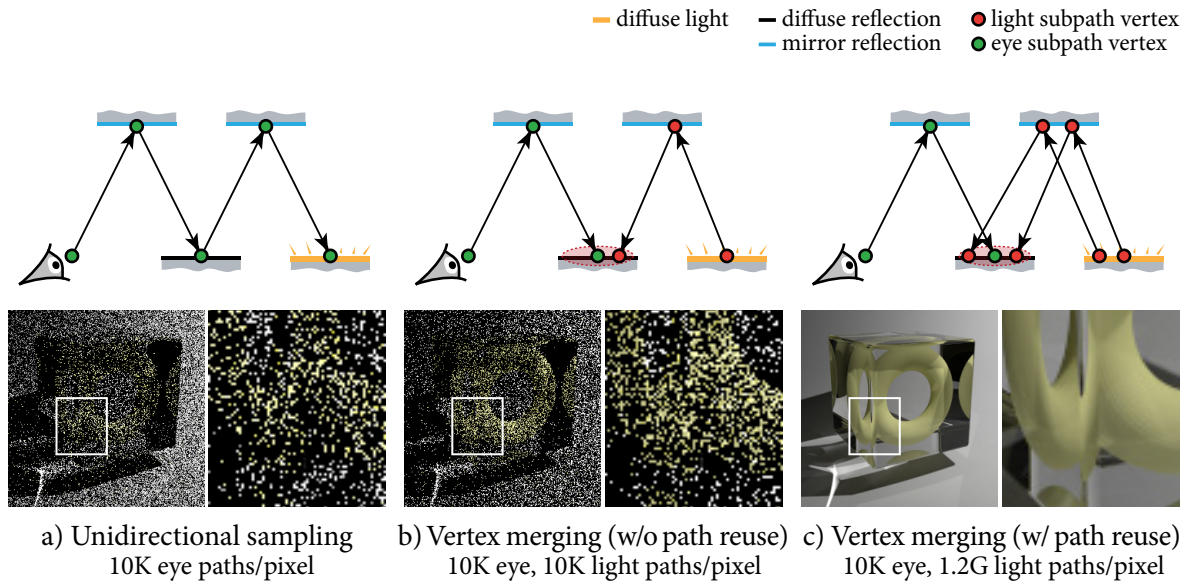 diffuse light
diffuse reflection
light subpath vertex
mirror reflection
eye subpath vertex
a) Unidirectional sampling
10K eye paths/pixel
b) Vertex merging (w/o path reuse)
10K eye, 10K light paths/pixel
c) Vertex merging (w/ path reuse)
10K eye, 1.2G light paths/pixel